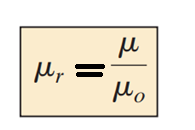 μᵣ = μ / μₒ